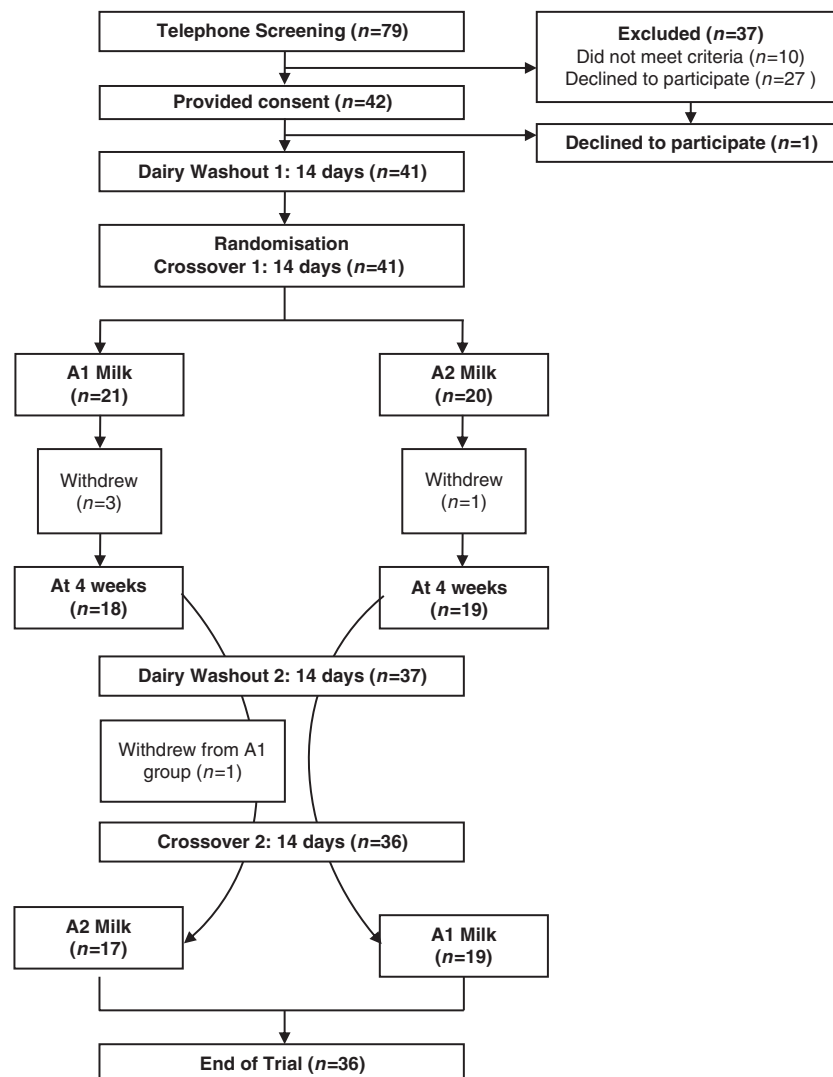 Telephone Screening (n=79)
Excluded (n=37)
Did not meet criteria (n=10)
Declined to participate (n=27 )
Provided consent (n=42)
Declined to participate (n=1)
Dairy Washout 1: 14 days (n=41)
Randomisation
Crossover 1: 14 days (n=41)
A1 Milk
(n=21)
A2 Milk
(n=20)
Withdrew
(n=3)
Withdrew
(n=1)
At 4 weeks
(n=18)
At 4 weeks
(n=19)
Dairy Washout 2: 14 days (n=37)
Withdrew from A1
group (n=1)
Crossover 2: 14 days (n=36)
A2 Milk
(n=17)
A1 Milk
(n=19)
End of Trial (n=36)